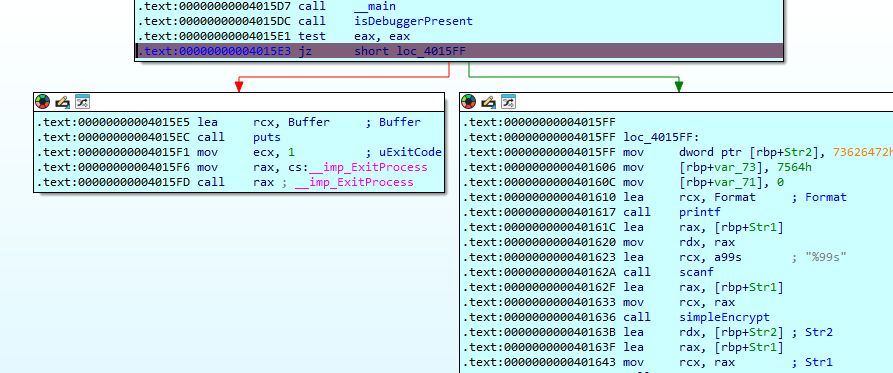 .text:00000000004015D7 call    __main
.text:00000000004015DC call    isDebuggerPresent
.text:00000000004015E1 test    eax, eax
.text:00000000004015E3 jz      short loc_4015FF
.text:00000000004015E5 lea     rcx, Buffer     ; Buffer
.text:00000000004015EC call    puts
.text:00000000004015F1 mov     ecx, 1          ; uExitCode
.text:00000000004015F6 mov     rax, cs:__imp_ExitProcess
.text:00000000004015FD call    rax ; __imp_ExitProcess
.text:00000000004015FF
.text:00000000004015FF loc_4015FF:
.text:00000000004015FF mov     dword ptr [rbp+Str2], 73626472h
.text:0000000000401606 mov     [rbp+var_73], 7564h
.text:000000000040160C mov     [rbp+var_71], 0
.text:0000000000401610 lea     rcx, Format     ; Format
.text:0000000000401617 call    printf
.text:000000000040161C lea     rax, [rbp+Str1]
.text:0000000000401620 mov     rdx, rax
.text:0000000000401623 lea     rcx, a99s       ; "%99s"
.text:000000000040162A call    scanf
.text:000000000040162F lea     rax, [rbp+Str1]
.text:0000000000401633 mov     rcx, rax
.text:0000000000401636 call    simpleEncrypt
.text:000000000040163B lea     rdx, [rbp+Str2] ; Str2
.text:000000000040163F lea     rax, [rbp+Str1]
.text:0000000000401643 mov     rcx, rax        ; Str1